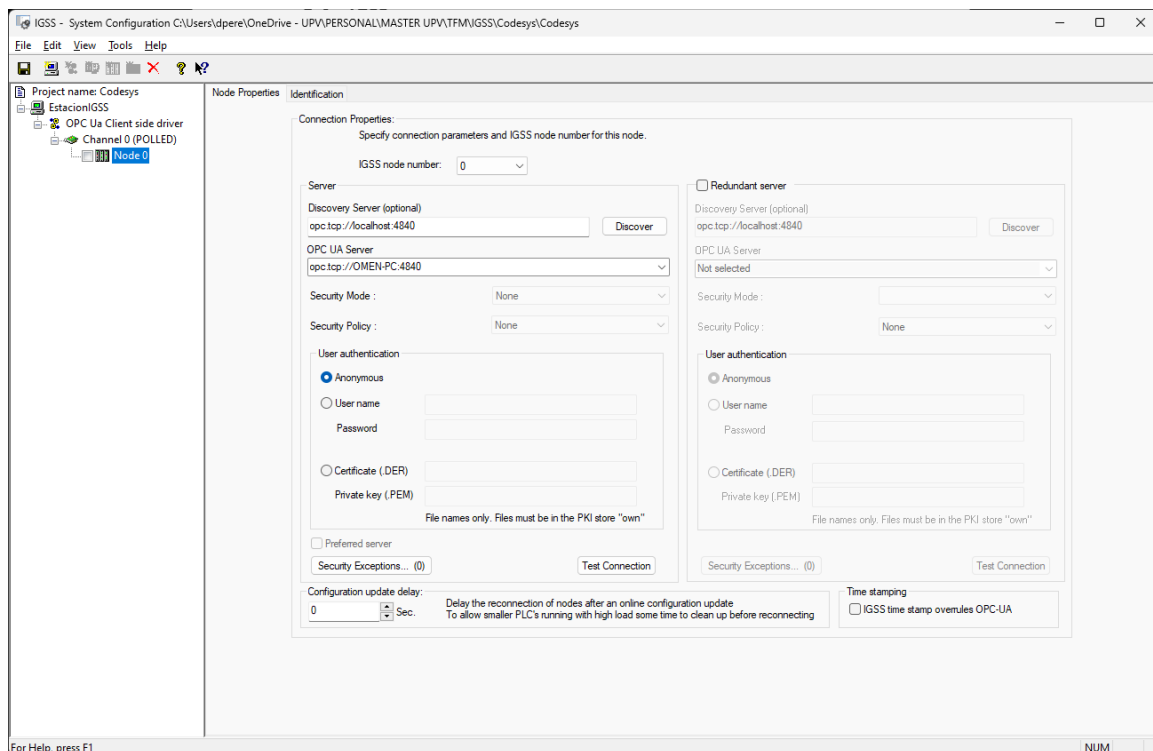 IGSS - System Configuration C:\Users\dpere\OneDrive - UPV\PERSONAL\MASTER UPV\TFM\IGSS\Codesys\Codesys
File Edit View Tools Help
Project name: Codesys
EstacionIGSS
OPC Ua Client side driver
Channel 0 (POLLED)
Node 0
Node Properties Identification
Connection Properties:
Specify connection parameters and IGSS node number for this node.
IGSS node number: 0
Server
Discovery Server (optional)
opc.tcp://localhost:4840 Discover
OPC UA Server
opc.tcp://OMEN-PC:4840
Security Mode : None
Security Policy : None
User authentication
Anonymous
User name
Password
Certificate (.DER)
Private key (.PEM)
File names only. Files must be in the PKI store "own"
Preferred server
Security Exceptions... (0) Test Connection
Redundant server
Discovery Server (optional)
opc.tcp://localhost:4840 Discover
OPC UA Server
Not selected
Security Mode :
Security Policy : None
User authentication
Anonymous
User name
Password
Certificate (.DER)
Private key (.PEM)
File names only. Files must be in the PKI store "own"
Security Exceptions... (0) Test Connection
Configuration update delay:
0 Sec.
Delay the reconnection of nodes after an online configuration update
To allow smaller PLC's running with high load some time to clean up before reconnecting
Time stamping
IGSS time stamp overrules OPC-UA
For Help, press F1 NUM